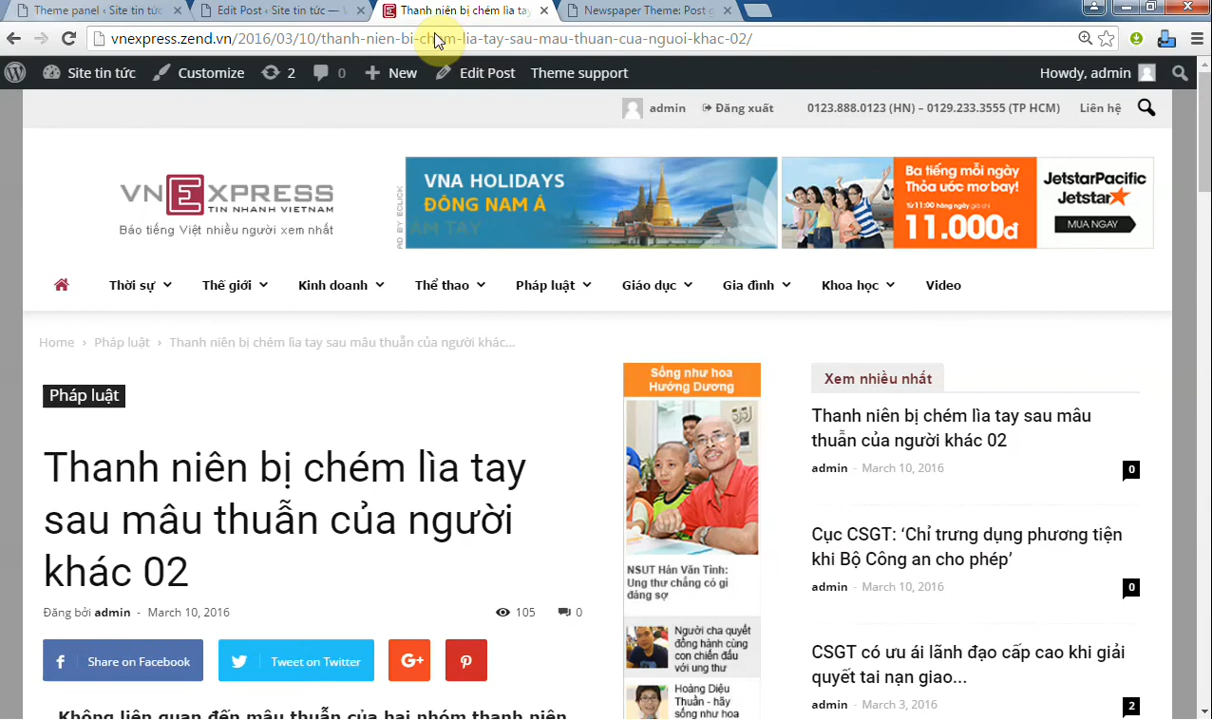 Theme panel ‹ Site tin tức
Edit Post ‹ Site tin tức — W
Thanh niên bị chém lìa tay
Newspaper Theme: Post g
vnexpress.zend.vn/2016/03/10/thanh-nien-bi-chem-lia-tay-sau-mau-thuan-cua-nguoi-khac-02/
Site tin tức
Customize
2
0
New
Edit Post
Theme support
Howdy, admin
admin
Đăng xuất
0123.888.0123 (HN) – 0129.233.3555 (TP HCM)
Liên hệ
VNEXPRESS
TIN NHANH VIETNAM
Báo tiếng Việt nhiều người xem nhất
AD BY ECLICK
VNA HOLIDAYS
ĐÔNG NAM Á
Ba tiếng mỗi ngày
Thỏa ước mơ bay!
Từ 11:00 hàng ngày giá chỉ
11.000đ
JetstarPacific
Jetstar
MUA NGAY
Thời sự
Thế giới
Kinh doanh
Thể thao
Pháp luật
Giáo dục
Gia đình
Khoa học
Video
Home › Pháp luật › Thanh niên bị chém lìa tay sau mâu thuẫn của người khác...
Pháp luật
Thanh niên bị chém lìa tay
sau mâu thuẫn của người
khác 02
Đăng bởi admin - March 10, 2016
105
0
Share on Facebook
Tweet on Twitter
G+
Không liên quan đến mâu thuẫn của hai nhóm thanh niên
Sống như hoa
Hướng Dương
NSUT Hán Văn Tình:
Ung thư chẳng có gì
đáng sợ
Người cha quyết
đồng hành cùng
con chiến đấu
với ung thư
Hoàng Diệu
Thuần - hãy
sống như hoa
Xem nhiều nhất
Thanh niên bị chém lìa tay sau mâu
thuẫn của người khác 02
admin - March 10, 2016
0
Cục CSGT: ‘Chỉ trưng dụng phương tiện
khi Bộ Công an cho phép’
admin - March 10, 2016
0
CSGT có ưu ái lãnh đạo cấp cao khi giải
quyết tai nạn giao...
admin - March 3, 2016
2